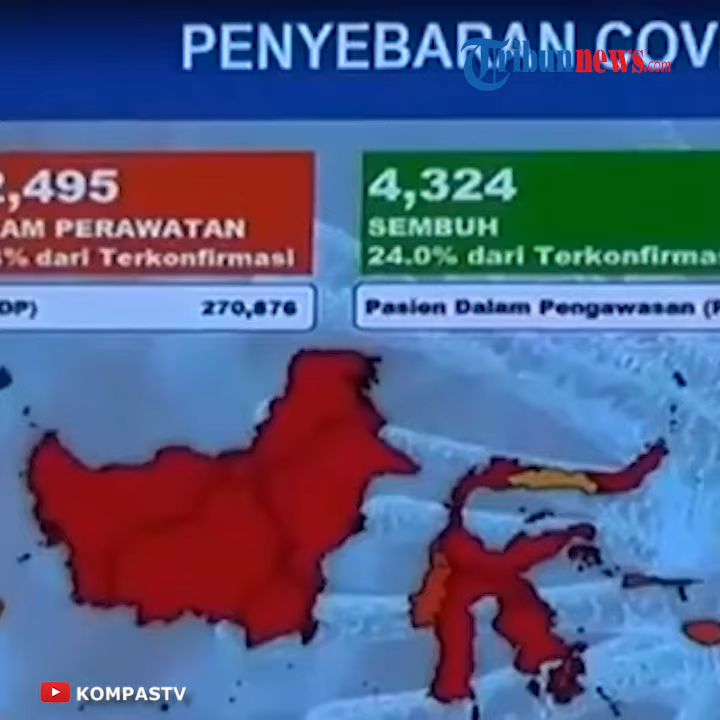 PENYEBARAN COV
Tribunnews.com
2,495
AM PERAWATAN
% dari Terkonfirmasi
4,324
SEMBUH
24.0% dari Terkonfirmas
DP) 270,876
Pasien Dalam Pengawasan (P
KOMPASTV